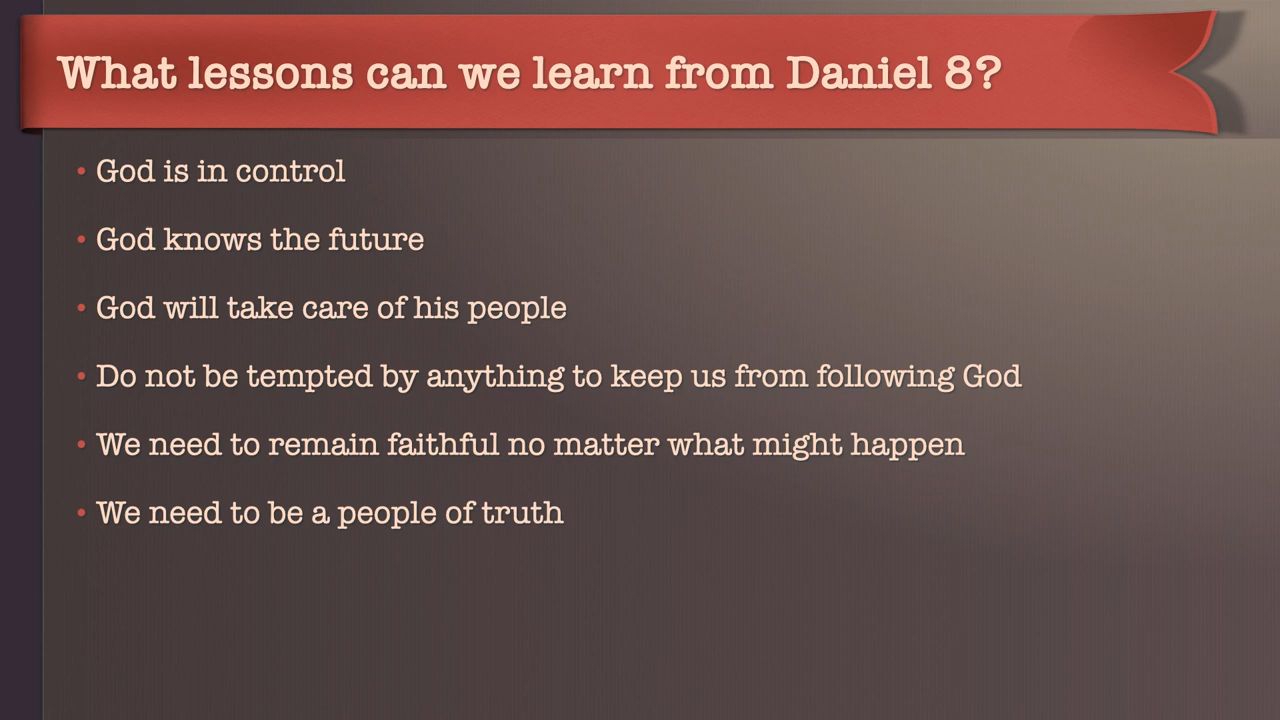 What lessons can we learn from Daniel 8?
• God is in control
• God knows the future
• God will take care of his people
• Do not be tempted by anything to keep us from following God
• We need to remain faithful no matter what might happen
• We need to be a people of truth